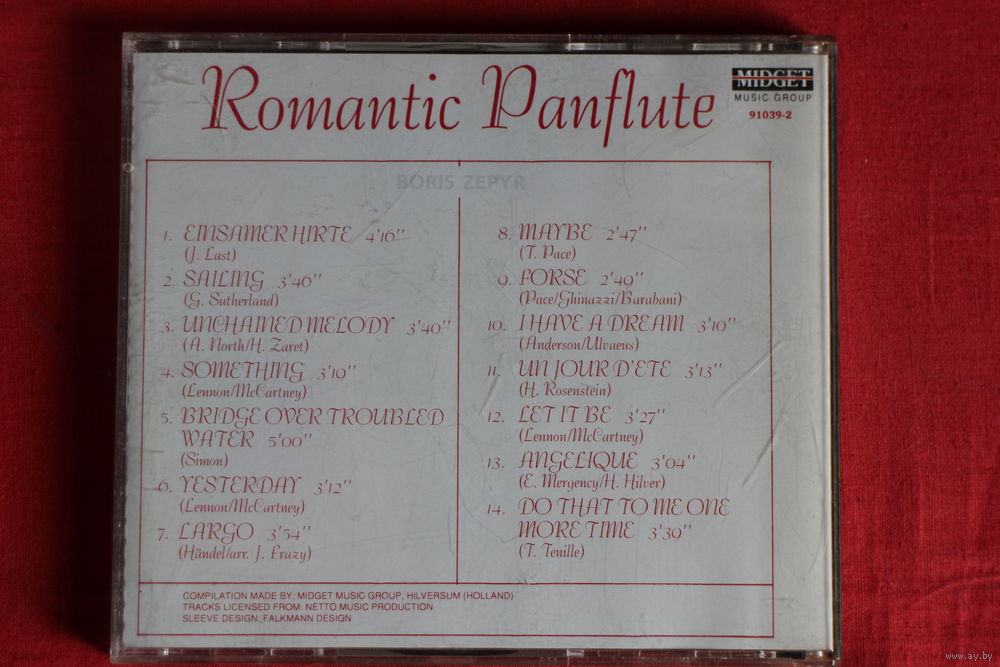 Romantic Panflute
MIDGET
MUSIC GROUP
91039-2
BORIS ZEPYR
1. EINSAMER HIRTE 4'16''
(J. Last)
2. SAILING 3'46''
(G. Sutherland)
3. UNCHAINED MELODY 3'40''
(A. North/H. Zaret)
4. SOMETHING 3'19''
(Lennon/McCartney)
5. BRIDGE OVER TROUBLED
WATER 5'00''
(Simon)
6. YESTERDAY 3'12''
(Lennon/McCartney)
7. LARGO 3'54''
(Händel/arr. J. Frazy)
8. MAYBE 2'47''
(T. Pace)
9. FORSE 2'49''
(Pace/Ghinazzi/Barabani)
10. I HAVE A DREAM 3'10''
(Anderson/Ulvaeus)
11. UN JOUR D'ETE 3'13''
(H. Rosenstein)
12. LET IT BE 3'27''
(Lennon/McCartney)
13. ANGELIQUE 3'04''
(E. Mergency/H. Hilver)
14. DO THAT TO ME ONE
MORE TIME 3'39''
(T. Tenille)
COMPILATION MADE BY: MIDGET MUSIC GROUP, HILVERSUM (HOLLAND)
TRACKS LICENSED FROM: NETTO MUSIC PRODUCTION
SLEEVE DESIGN: FALKMANN DESIGN
www.ay.by